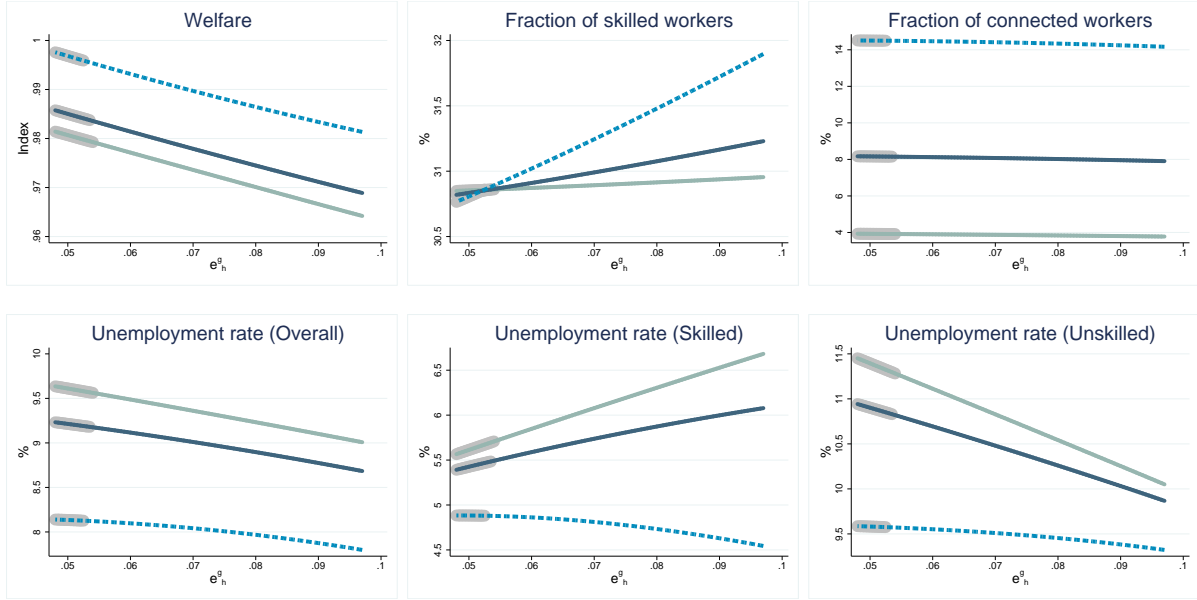 Welfare
Index
.96 .97 .98 .99 1
.05 .06 .07 .08 .09 .1
e^g_h
Fraction of skilled workers
%
30.5 31 31.5 32
.05 .06 .07 .08 .09 .1
e^g_h
Fraction of connected workers
%
4 6 8 10 12 14
.05 .06 .07 .08 .09 .1
e^g_h
Unemployment rate (Overall)
%
8 8.5 9 9.5 10
.05 .06 .07 .08 .09 .1
e^g_h
Unemployment rate (Skilled)
%
4.5 5 5.5 6 6.5
.05 .06 .07 .08 .09 .1
e^g_h
Unemployment rate (Unskilled)
%
9.5 10 10.5 11 11.5
.05 .06 .07 .08 .09 .1
e^g_h